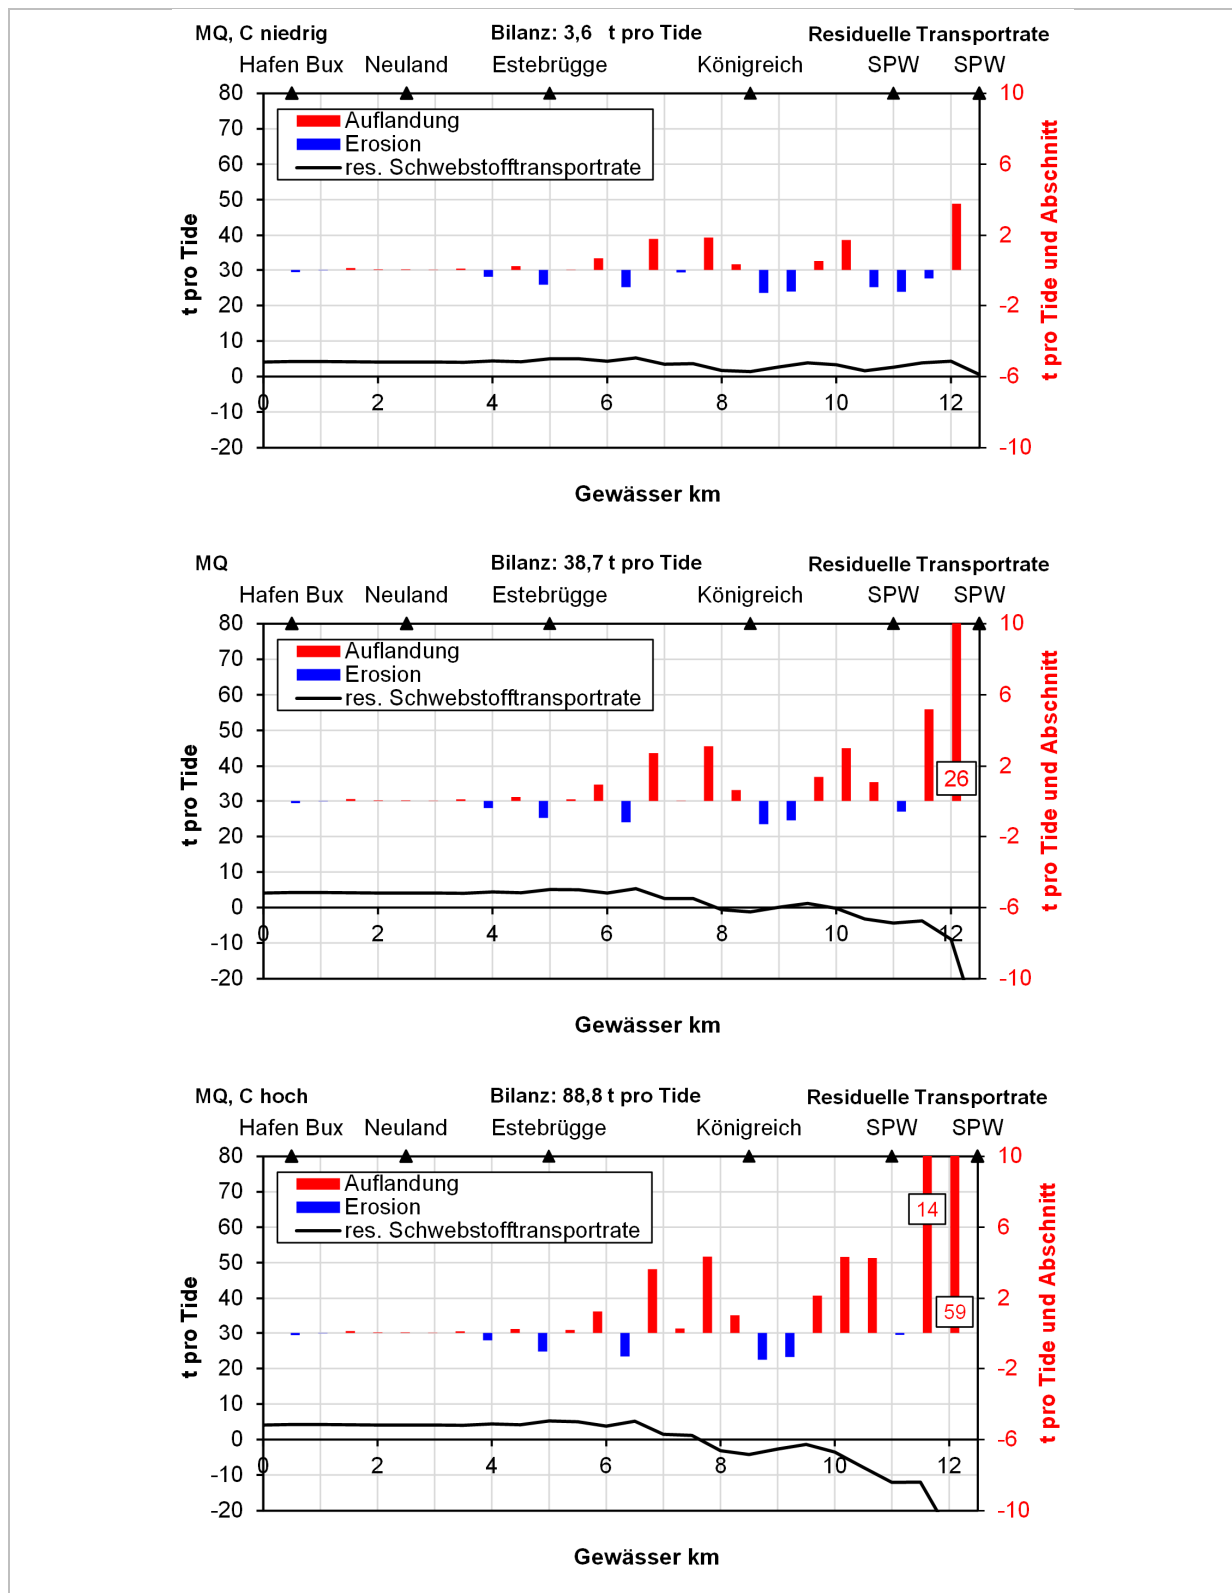 MQ, C niedrig Bilanz: 3,6 t pro Tide Residuelle Transportrate
Hafen Bux Neuland Estebrügge Königreich SPW SPW
80 10
70
60 6
50
40 2
30
20 -2
10
0 -6
-10
-20 -10
Auflandung
Erosion
res. Schwebstofftransportrate
0 2 4 6 8 10 12
t pro Tide
t pro Tide und Abschnitt
Gewässer km
MQ Bilanz: 38,7 t pro Tide Residuelle Transportrate
Hafen Bux Neuland Estebrügge Königreich SPW SPW
80 10
70
60 6
50
40 2
30
20 -2
10
0 -6
-10
-20 -10
Auflandung
Erosion
res. Schwebstofftransportrate
26
0 2 4 6 8 10 12
t pro Tide
t pro Tide und Abschnitt
Gewässer km
MQ, C hoch Bilanz: 88,8 t pro Tide Residuelle Transportrate
Hafen Bux Neuland Estebrügge Königreich SPW SPW
80 10
70
60 6
50
40 2
30
20 -2
10
0 -6
-10
-20 -10
Auflandung
Erosion
res. Schwebstofftransportrate
14
59
0 2 4 6 8 10 12
t pro Tide
t pro Tide und Abschnitt
Gewässer km